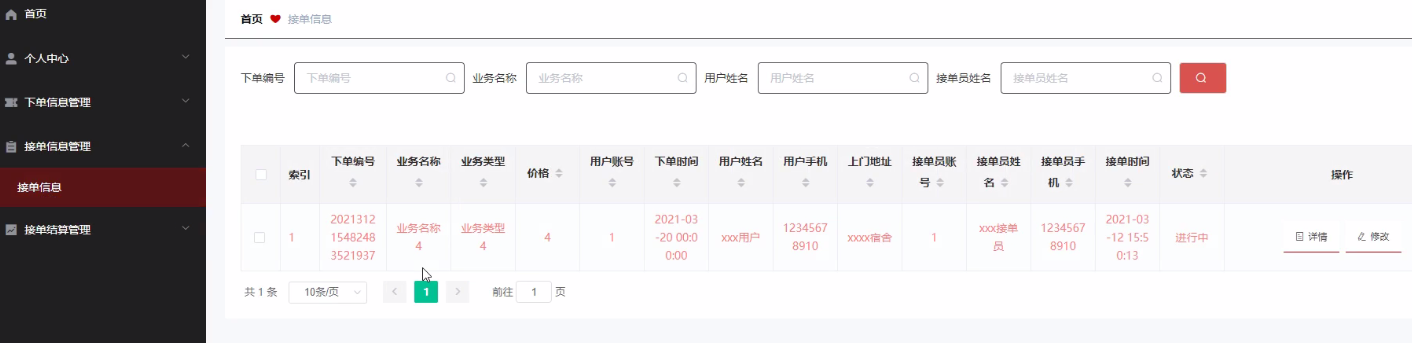 首页
个人中心
下单信息管理
接单信息管理
接单信息
接单结算管理
首页 接单信息
下单编号 下单编号 业务名称 业务名称 用户姓名 用户姓名 接单员姓名 接单员姓名
索引 下单编号 业务名称 业务类型 价格 用户账号 下单时间 用户姓名 用户手机 上门地址 接单员账号 接单员姓名 接单员手机 接单时间 状态 操作
1 202131215482483521937 业务名称4 业务类型4 4 1 2021-03-20 00:00:00 xxx用户 12345678910 xxxx宿舍 1 xxx接单员 12345678910 2021-03-12 15:50:13 进行中 详情 修改
共 1 条 10条/页 1 前往 1 页